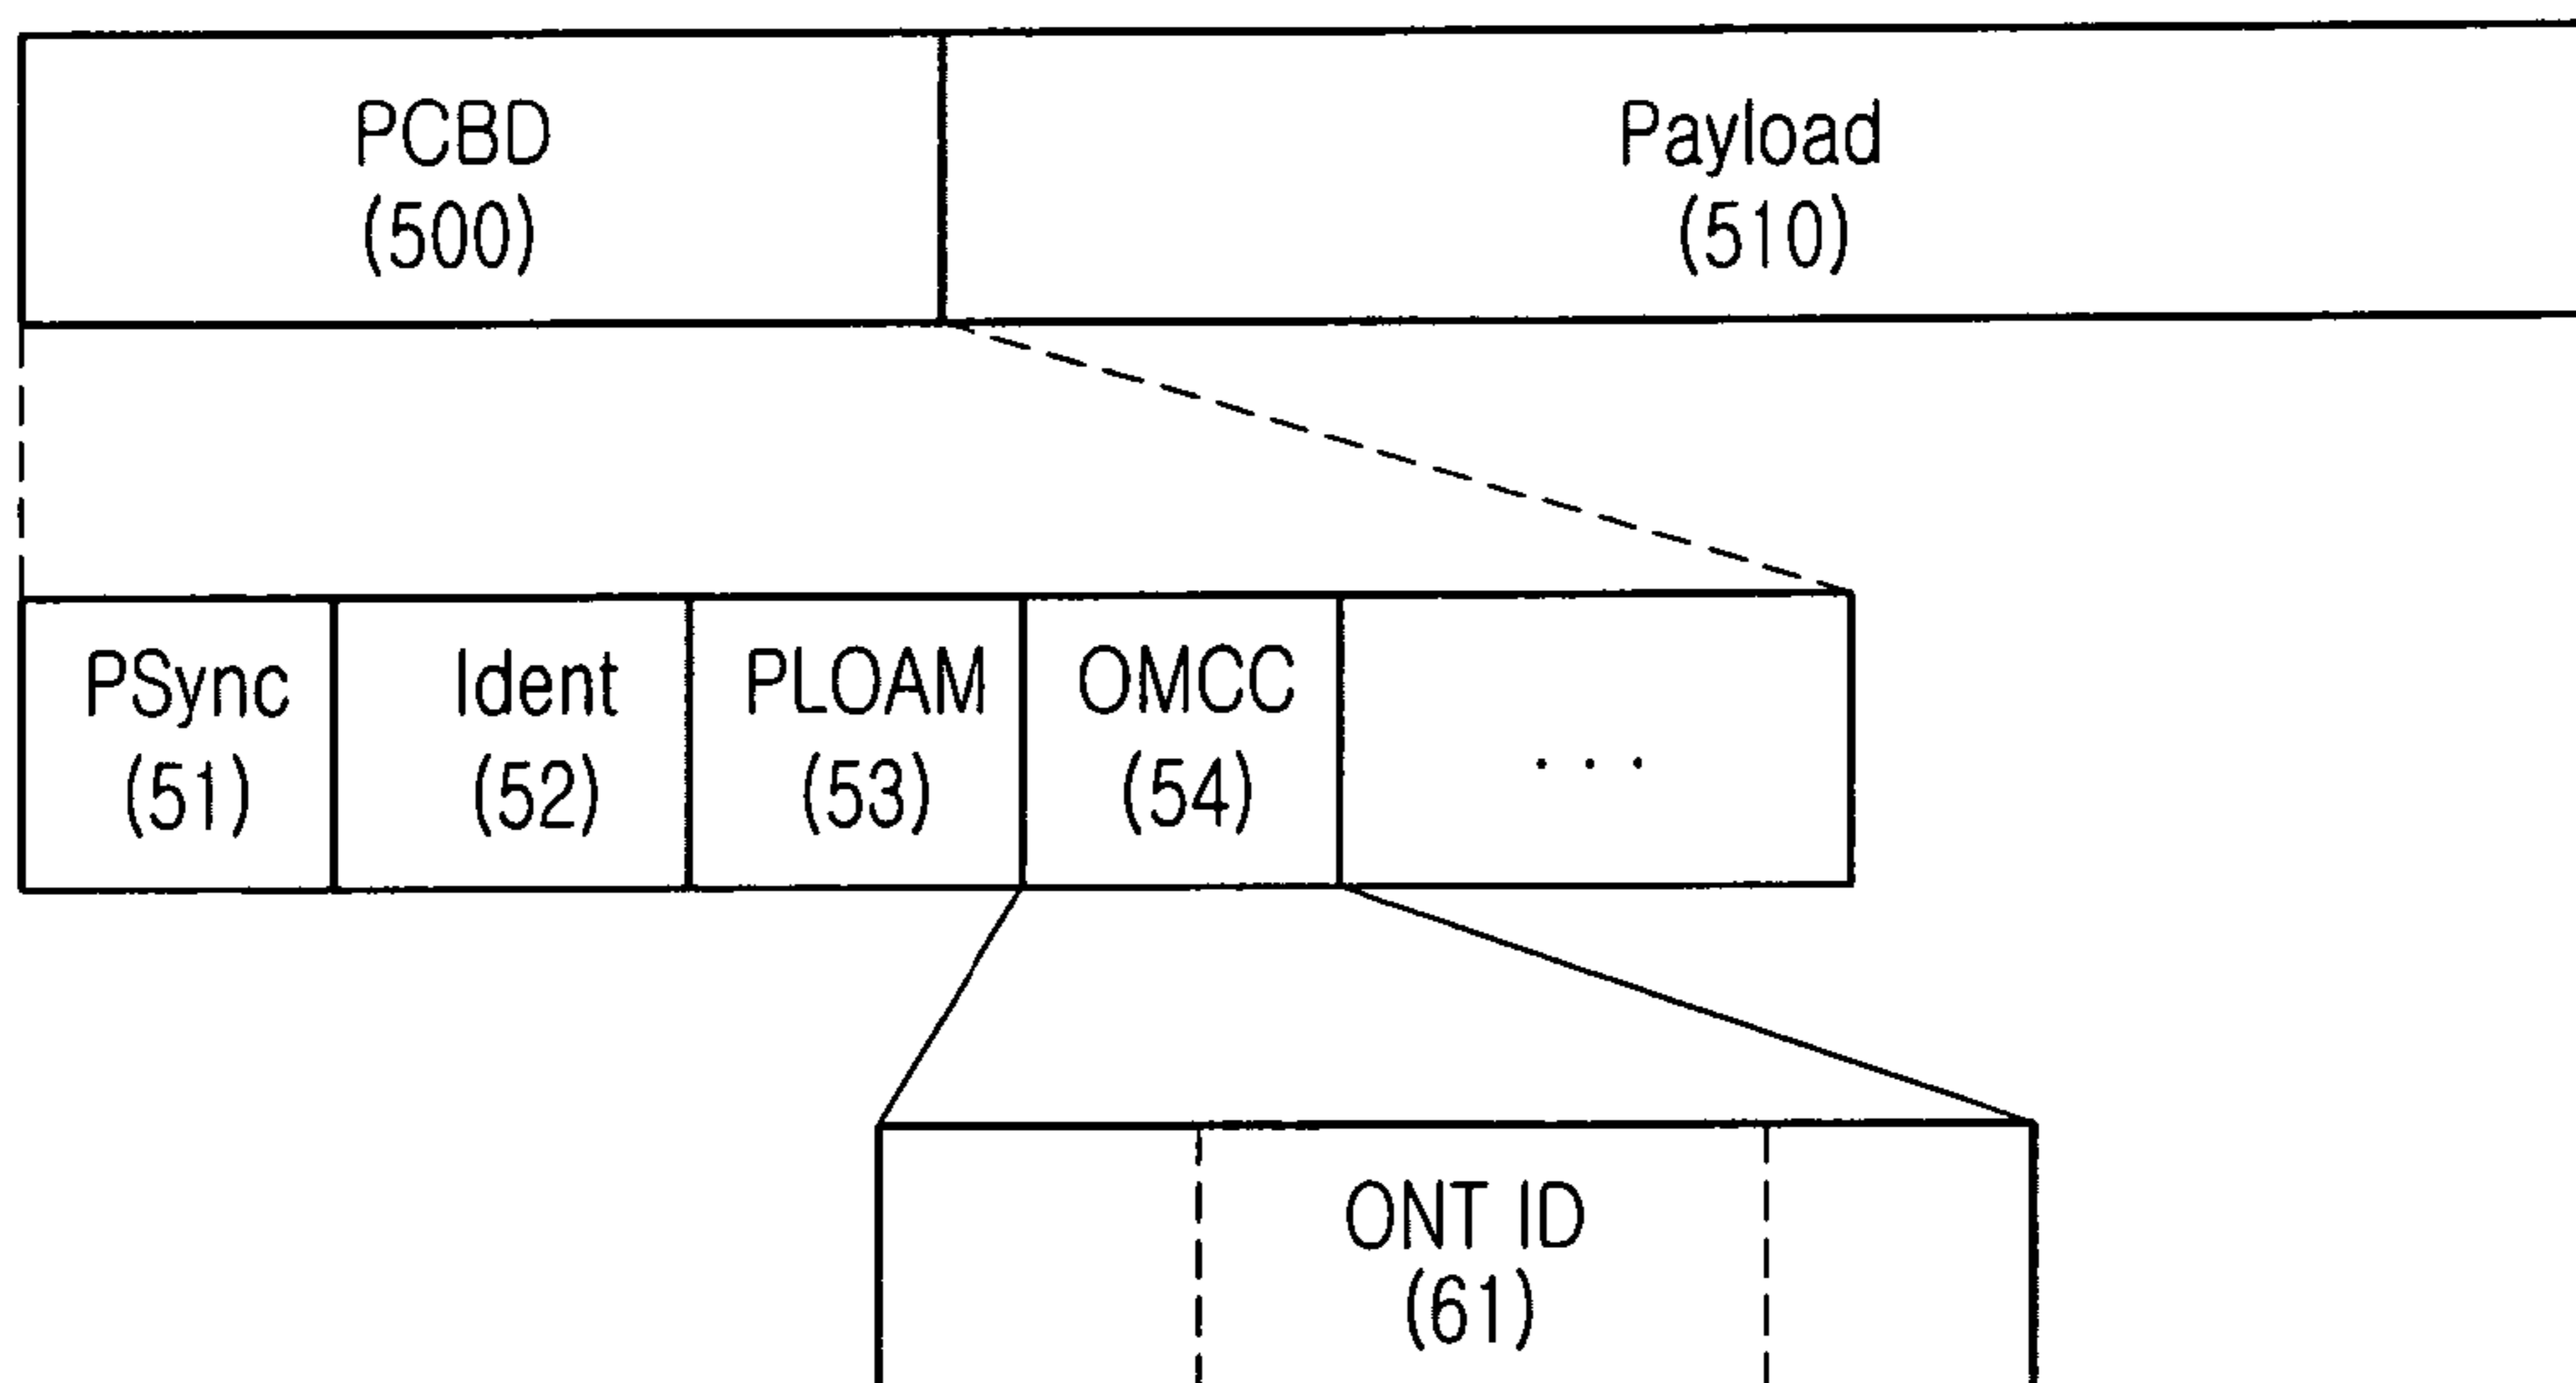 PCBD
(500)
Payload
(510)
PSync
(51)
Ident
(52)
PLOAM
(53)
OMCC
(54)
. . .
ONT ID
(61)